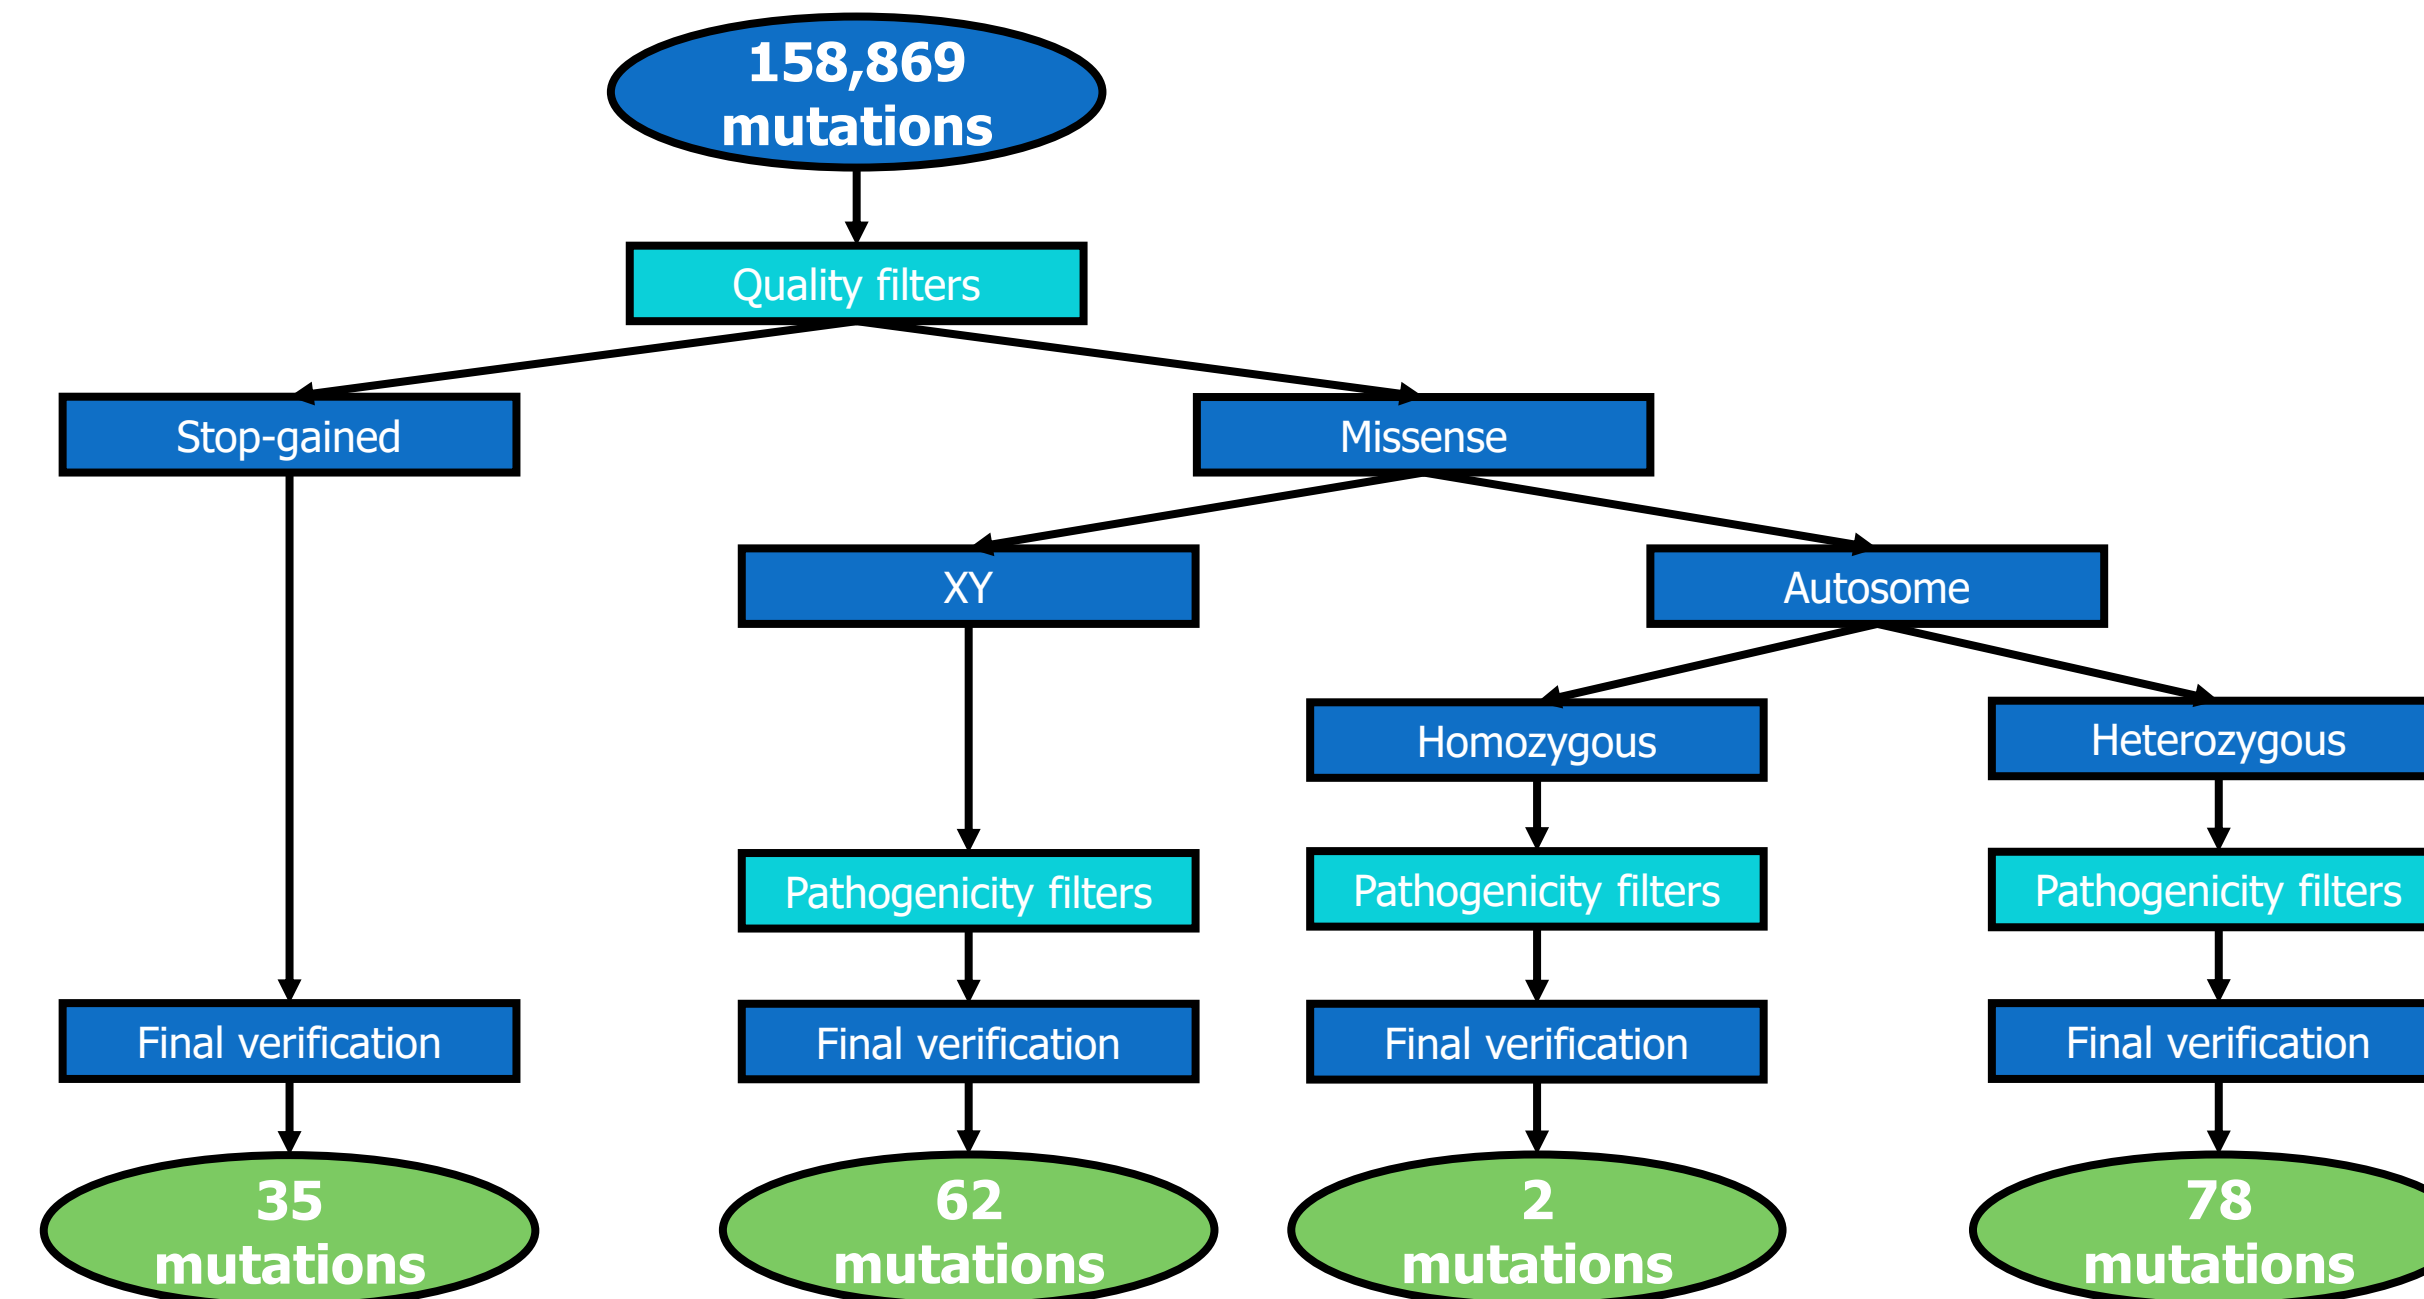 158,869
mutations
Quality filters
Stop-gained
Missense
XY
Autosome
Homozygous
Heterozygous
Pathogenicity filters
Pathogenicity filters
Pathogenicity filters
Final verification
Final verification
Final verification
Final verification
35
mutations
62
mutations
2
mutations
78
mutations